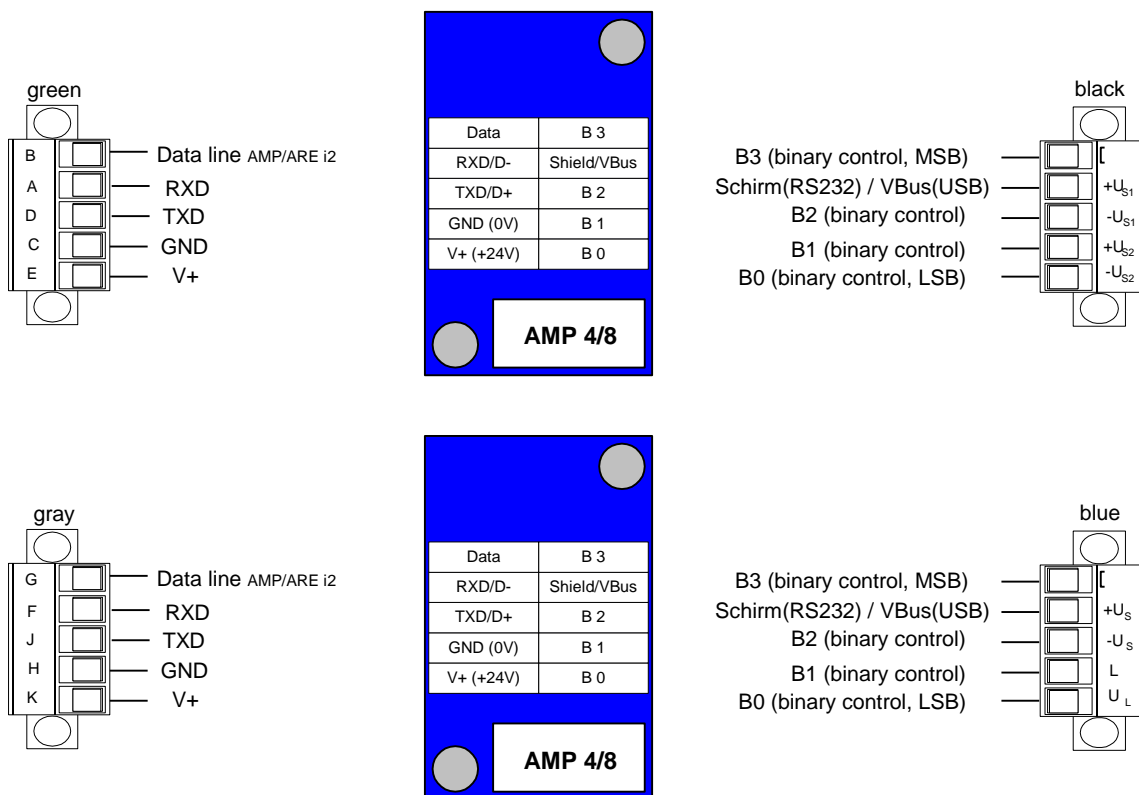 green
B
A
D
C
E
Data line AMP/ARE i2
RXD
TXD
GND
V+
Data B 3
RXD/D- Shield/VBus
TXD/D+ B 2
GND (0V) B 1
V+ (+24V) B 0
AMP 4/8
black
B3 (binary control, MSB) [
Schirm(RS232) / VBus(USB) +US1
B2 (binary control) -US1
B1 (binary control) +US2
B0 (binary control, LSB) -US2
gray
G
F
J
H
K
Data line AMP/ARE i2
RXD
TXD
GND
V+
Data B 3
RXD/D- Shield/VBus
TXD/D+ B 2
GND (0V) B 1
V+ (+24V) B 0
AMP 4/8
blue
B3 (binary control, MSB) [
Schirm(RS232) / VBus(USB) +US
B2 (binary control) -US
B1 (binary control) L
B0 (binary control, LSB) UL